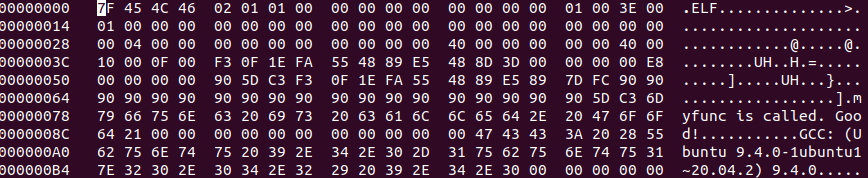 00000000 7F 45 4C 46 02 01 01 00 00 00 00 00 00 00 00 00 01 00 3E 00 .ELF..............>.
00000014 01 00 00 00 00 00 00 00 00 00 00 00 00 00 00 00 00 00 00 00 ....................
00000028 00 04 00 00 00 00 00 00 00 00 00 00 40 00 00 00 00 00 40 00 ............@.....@.
0000003C 10 00 0F 00 F3 0F 1E FA 55 48 89 E5 48 8D 3D 00 00 00 00 E8 ........UH..H.=.....
00000050 00 00 00 00 90 5D C3 F3 0F 1E FA 55 48 89 E5 89 7D FC 90 90 .....].....UH...}...
00000064 90 90 90 90 90 90 90 90 90 90 90 90 90 90 90 90 90 5D C3 6D .................].m
00000078 79 66 75 6E 63 20 69 73 20 63 61 6C 6C 65 64 2E 20 47 6F 6F yfunc is called. Goo
0000008C 64 21 00 00 00 00 00 00 00 00 00 00 00 47 43 43 3A 20 28 55 d!...........GCC: (U
000000A0 62 75 6E 74 75 20 39 2E 34 2E 30 2D 31 75 62 75 6E 74 75 31 buntu 9.4.0-1ubuntu1
000000B4 7E 32 30 2E 30 34 2E 32 29 20 39 2E 34 2E 30 00 00 00 00 00 ~20.04.2) 9.4.0.....